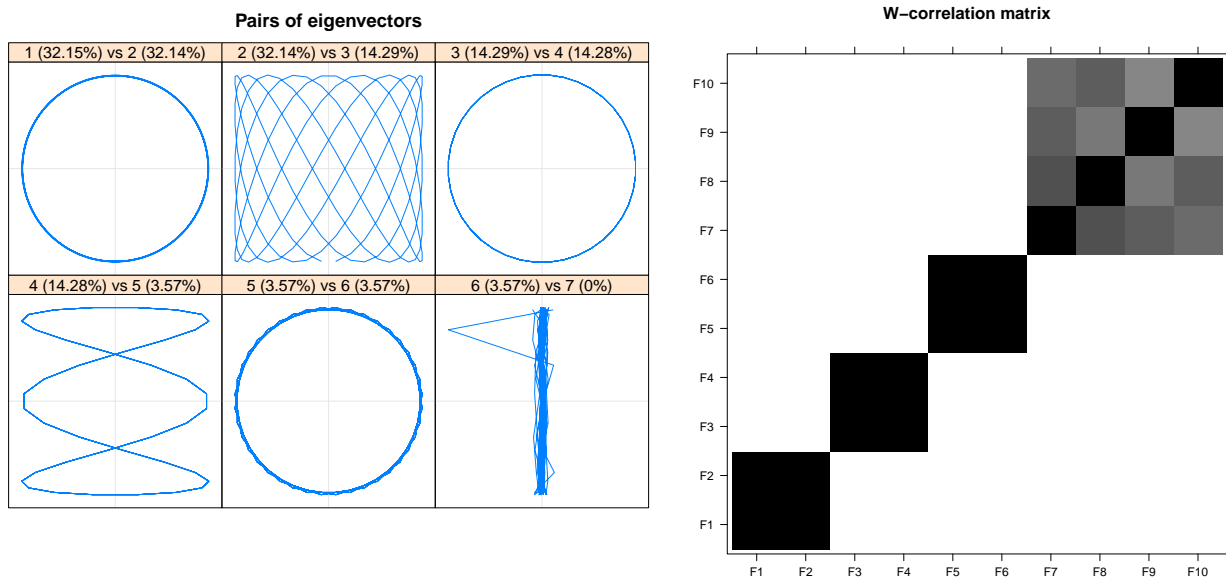 Pairs of eigenvectors
1 (32.15%) vs 2 (32.14%)
2 (32.14%) vs 3 (14.29%)
3 (14.29%) vs 4 (14.28%)
4 (14.28%) vs 5 (3.57%)
5 (3.57%) vs 6 (3.57%)
6 (3.57%) vs 7 (0%)
W−correlation matrix
F10
F9
F8
F7
F6
F5
F4
F3
F2
F1
F1 F2 F3 F4 F5 F6 F7 F8 F9 F10